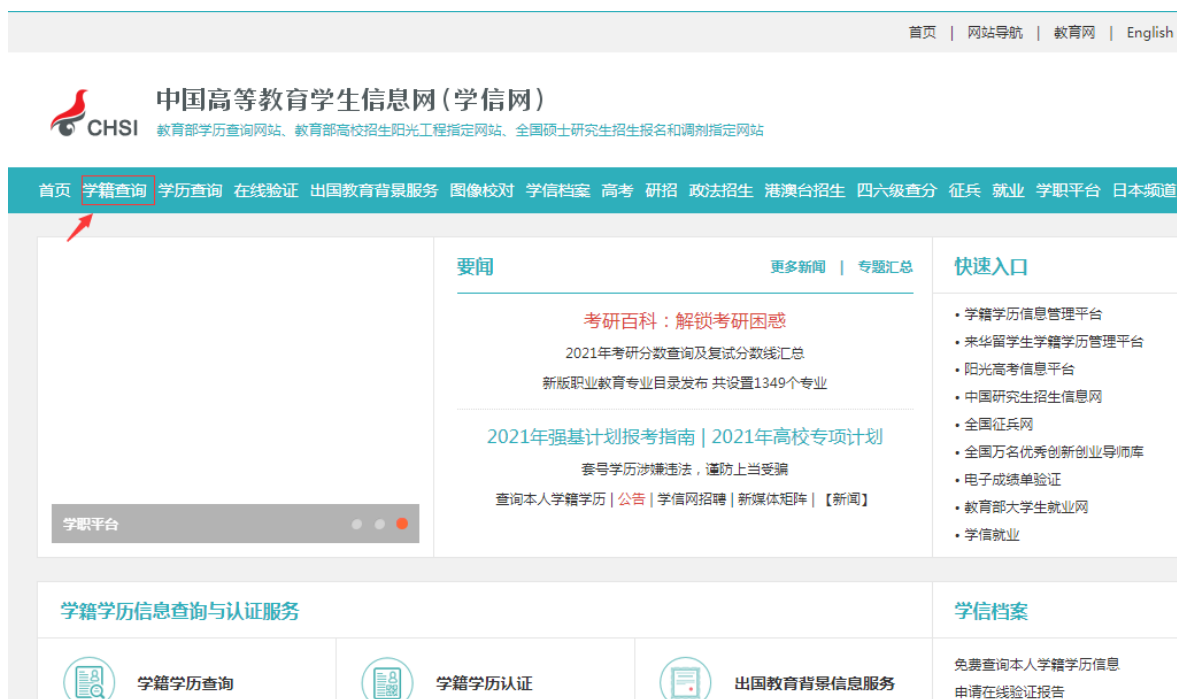 首页 | 网站导航 | 教育网 | English
中国高等教育学生信息网(学信网)
CHSI
教育部学历查询网站、教育部高校招生阳光工程指定网站、全国硕士研究生招生报名和调剂指定网站
首页 学籍查询 学历查询 在线验证 出国教育背景服务 图像校对 学信档案 高考 研招 政法招生 港澳台招生 四六级查分 征兵 就业 学职平台 日本频道
学职平台
要闻 更多新闻 | 专题汇总
考研百科：解锁考研困惑
2021年考研分数查询及复试分数线汇总
新版职业教育专业目录发布 共设置1349个专业
2021年强基计划报考指南 | 2021年高校专项计划
套号学历涉嫌违法，谨防上当受骗
查询本人学籍学历 | 公告 | 学信网招聘 | 新媒体矩阵 | 【新闻】
快速入口
• 学籍学历信息管理平台
• 来华留学生学籍学历管理平台
• 阳光高考信息平台
• 中国研究生招生信息网
• 全国征兵网
• 全国万名优秀创新创业导师库
• 电子成绩单验证
• 教育部大学生就业网
• 学信就业
学籍学历信息查询与认证服务
学籍学历查询
学籍学历认证
出国教育背景信息服务
学信档案
免费查询本人学籍学历信息
申请在线验证报告